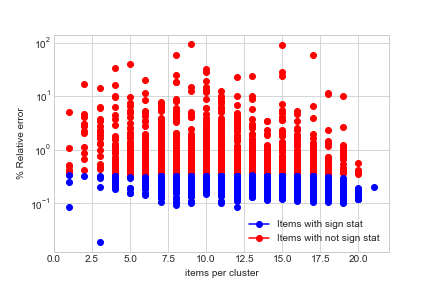 10²
10¹
10⁰
10⁻¹
% Relative error
Items with sign stat
Items with not sign stat
0.0 2.5 5.0 7.5 10.0 12.5 15.0 17.5 20.0
items per cluster